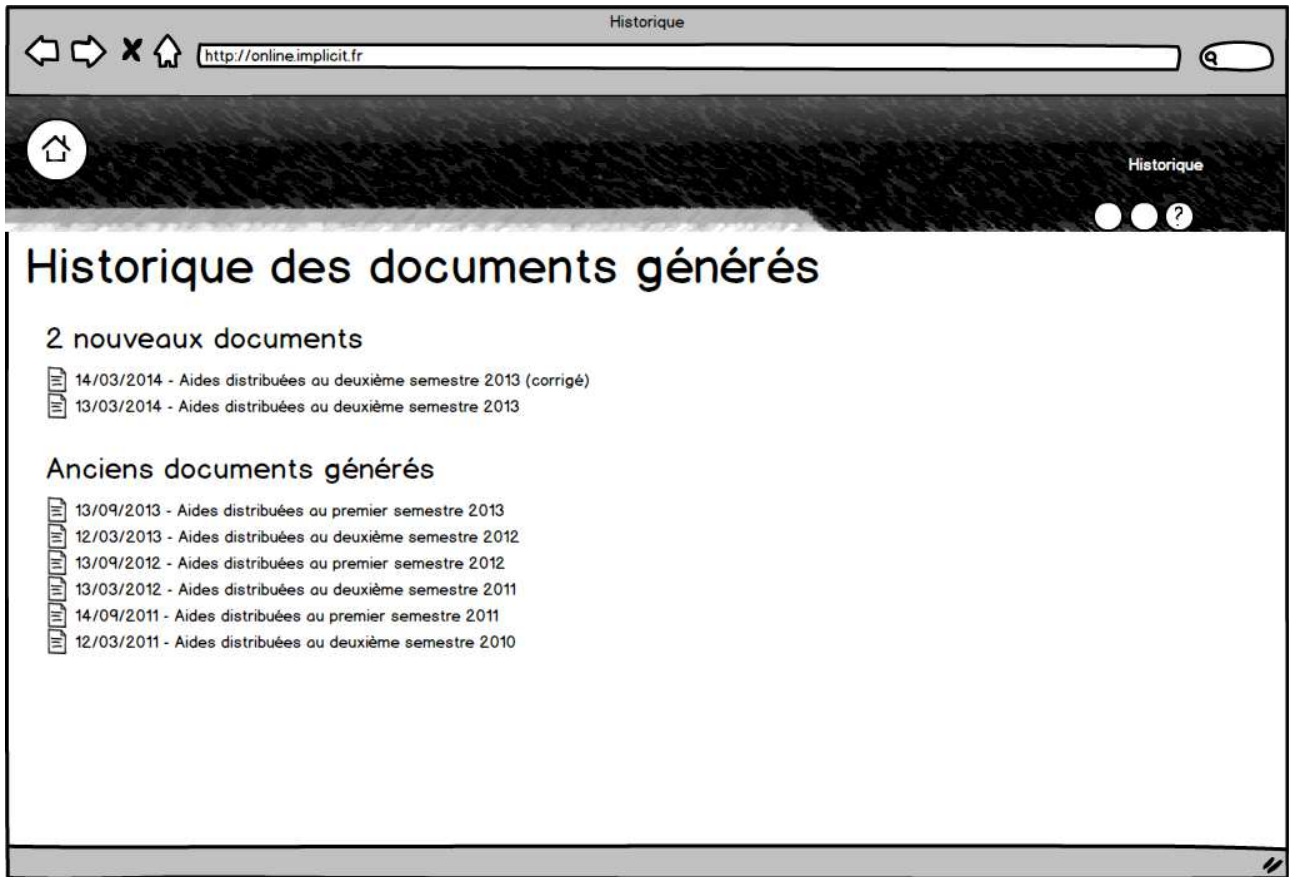 Historique
http://online.implicit.fr
Historique
?
Historique des documents générés
2 nouveaux documents
14/03/2014 - Aides distribuées au deuxième semestre 2013 (corrigé)
13/03/2014 - Aides distribuées au deuxième semestre 2013
Anciens documents générés
13/09/2013 - Aides distribuées au premier semestre 2013
12/03/2013 - Aides distribuées au deuxième semestre 2012
13/09/2012 - Aides distribuées au premier semestre 2012
13/03/2012 - Aides distribuées au deuxième semestre 2011
14/09/2011 - Aides distribuées au premier semestre 2011
12/03/2011 - Aides distribuées au deuxième semestre 2010